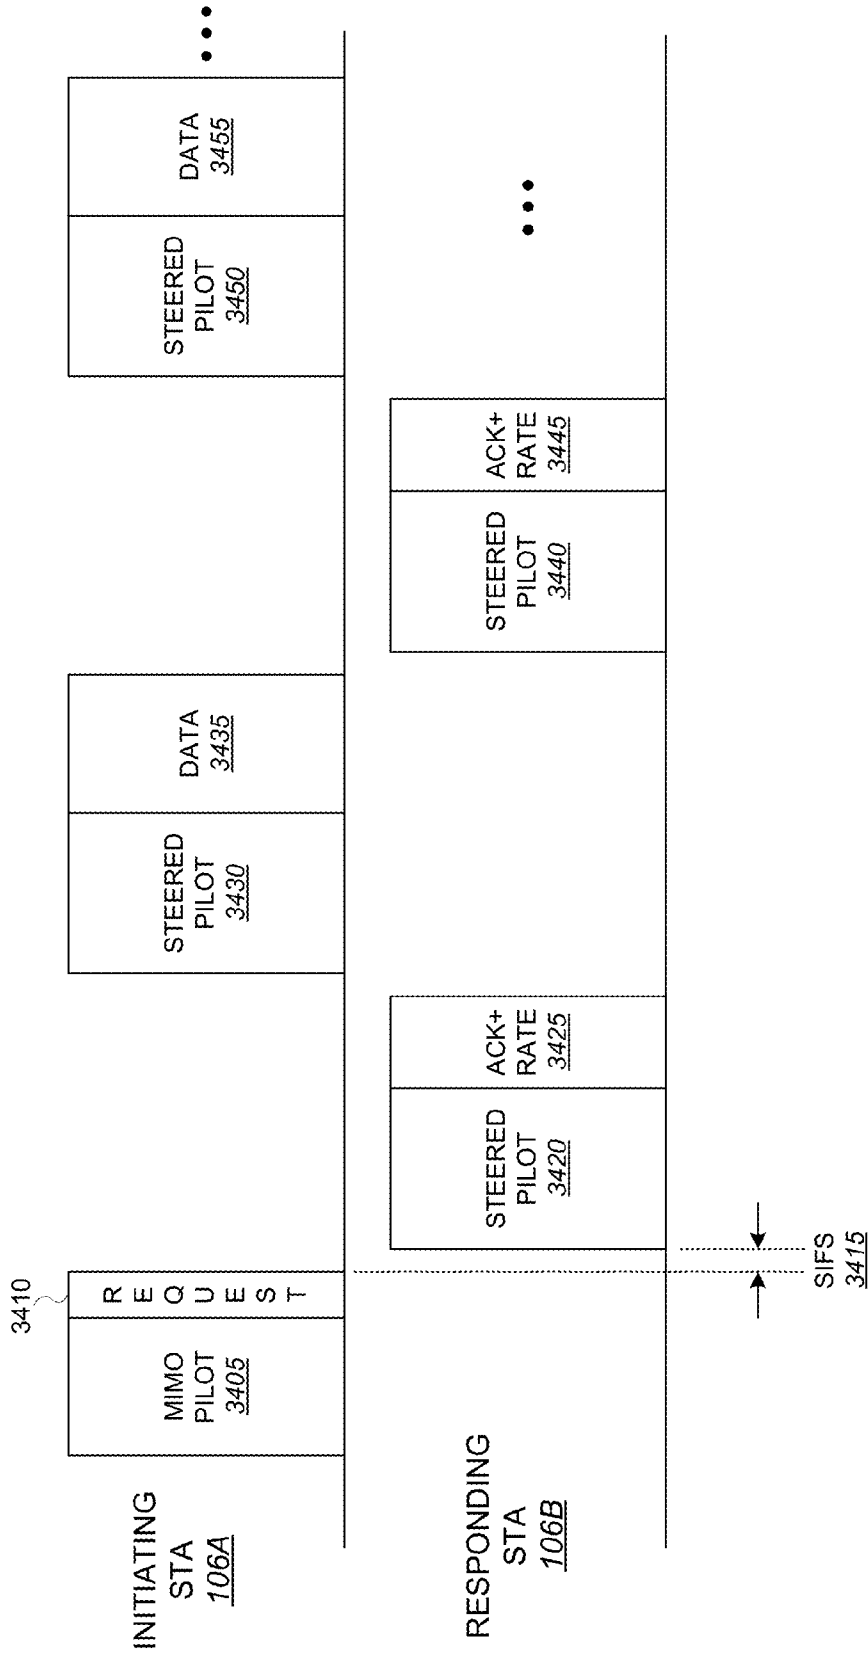 INITIATING
STA
106A
MIMO
PILOT
3405
3410
REQUEST
STEERED
PILOT
3430
DATA
3435
STEERED
PILOT
3450
DATA
3455
RESPONDING
STA
106B
SIFS
3415
STEERED
PILOT
3420
ACK+
RATE
3425
STEERED
PILOT
3440
ACK+
RATE
3445